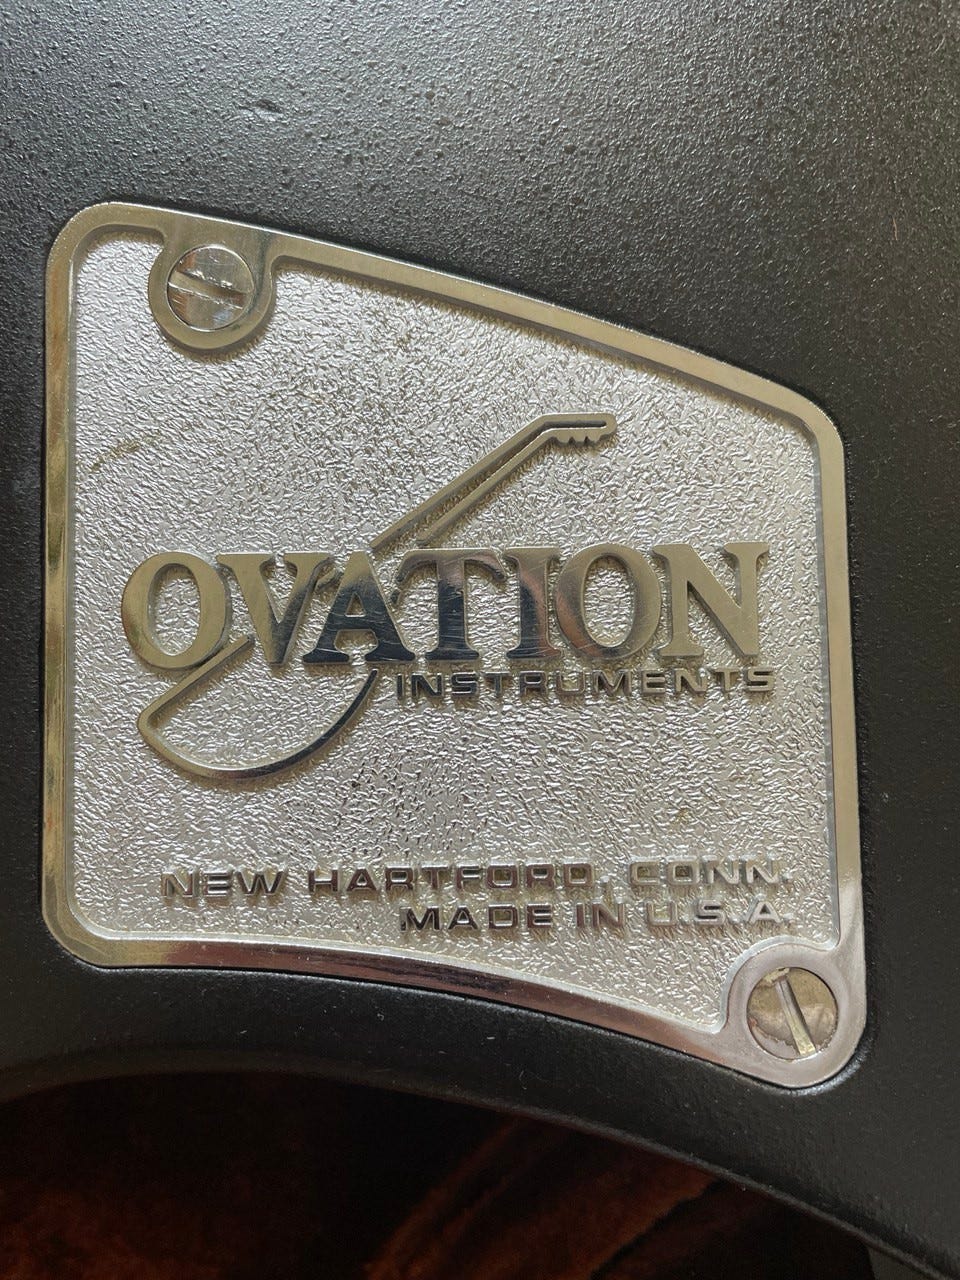 OVATION
INSTRUMENTS
NEW HARTFORD, CONN.
MADE IN U.S.A.